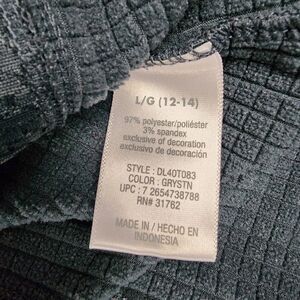 L/G (12-14)
97% polyester/poliéster
3% spandex
exclusive of decoration
exclusivo de decoración
STYLE : DL40T083
COLOR : GRYSTN
UPC : 7 2654738788
RN# 31762
MADE IN / HECHO EN
INDONESIA